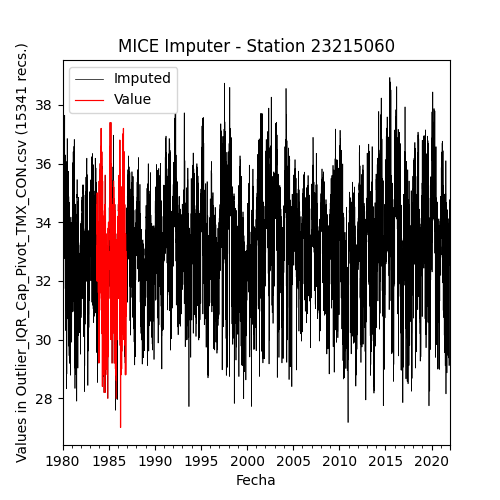 MICE Imputer - Station 23215060
Values in Outlier_IQR_Cap_Pivot_TMX_CON.csv (15341 recs.)
Imputed
Value
38
36
34
32
30
28
1980 1985 1990 1995 2000 2005 2010 2015 2020
Fecha